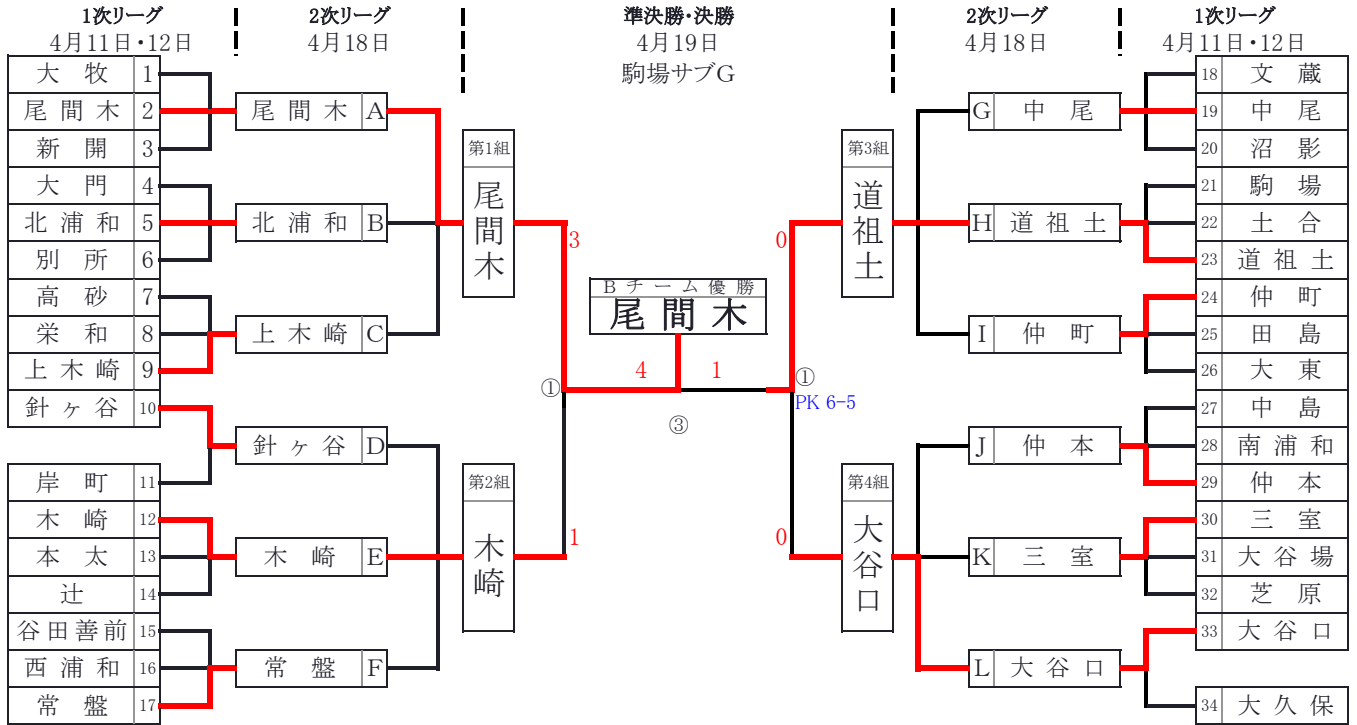 1次リーグ
4月11日・12日
2次リーグ
4月18日
準決勝・決勝
4月19日
駒場サブG
2次リーグ
4月18日
1次リーグ
4月11日・12日
大牧 1
尾間木 2
新開 3
大門 4
北浦和 5
別所 6
高砂 7
栄和 8
上木崎 9
針ヶ谷 10
岸町 11
木崎 12
本太 13
辻 14
谷田善前 15
西浦和 16
常盤 17
尾間木 A
北浦和 B
上木崎 C
針ヶ谷 D
木崎 E
常盤 F
第1組
尾間木
第2組
木崎
3
1
①
Bチーム優勝
尾間木
4
1
③
0
0
①
PK 6-5
第3組
道祖土
第4組
大谷口
G 中尾
H 道祖土
I 仲町
J 仲本
K 三室
L 大谷口
18 文蔵
19 中尾
20 沼影
21 駒場
22 土合
23 道祖土
24 仲町
25 田島
26 大東
27 中島
28 南浦和
29 仲本
30 三室
31 大谷場
32 芝原
33 大谷口
34 大久保